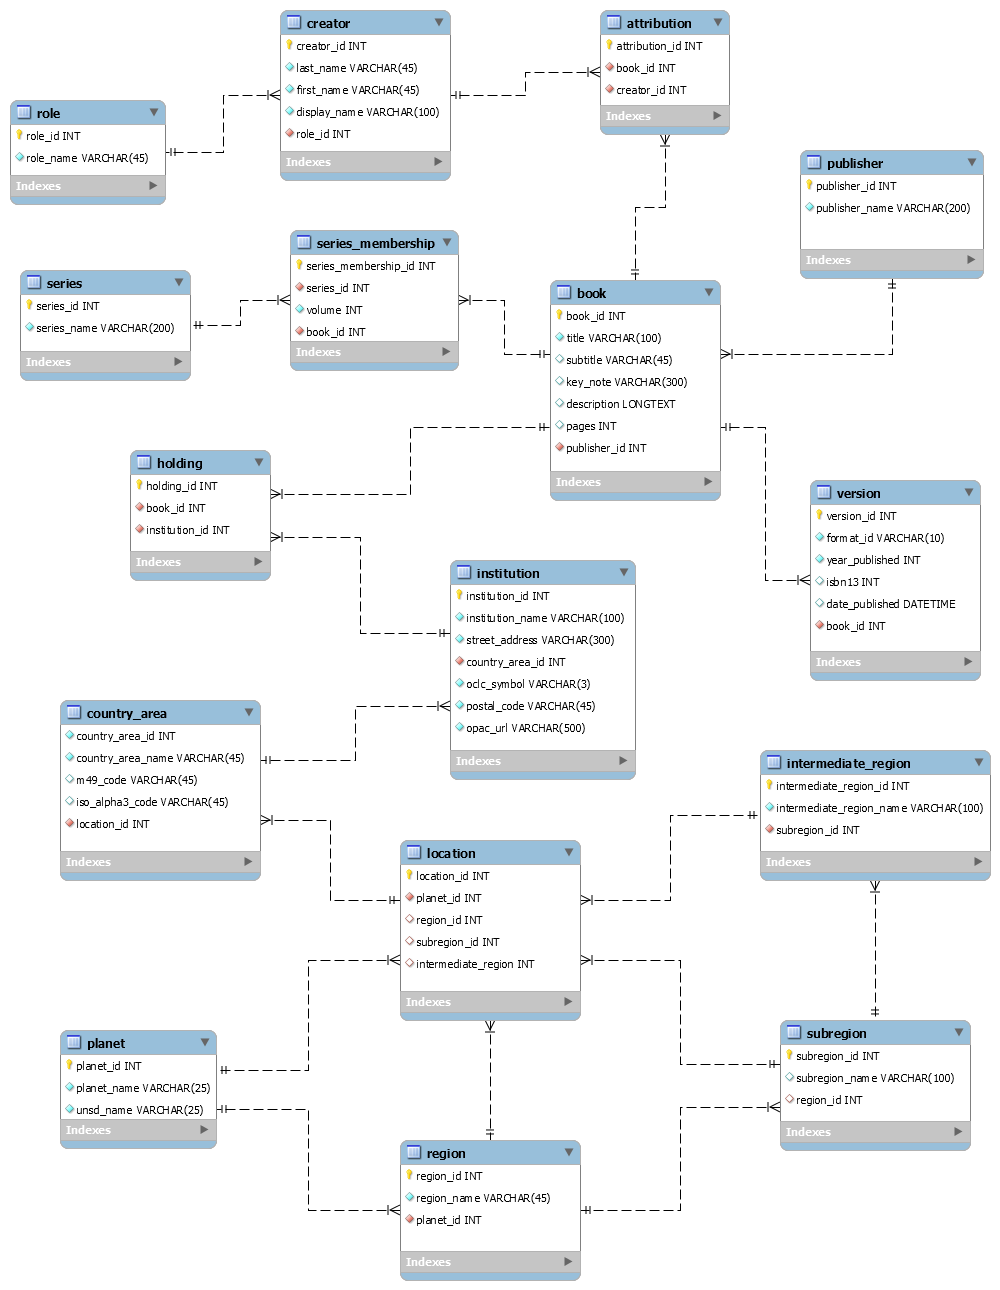 creator
creator_id INT
last_name VARCHAR(45)
first_name VARCHAR(45)
display_name VARCHAR(100)
role_id INT
Indexes
attribution
attribution_id INT
book_id INT
creator_id INT
Indexes
role
role_id INT
role_name VARCHAR(45)
Indexes
publisher
publisher_id INT
publisher_name VARCHAR(200)
Indexes
series_membership
series_membership_id INT
series_id INT
volume INT
book_id INT
Indexes
series
series_id INT
series_name VARCHAR(200)
Indexes
book
book_id INT
title VARCHAR(100)
subtitle VARCHAR(45)
key_note VARCHAR(300)
description LONGTEXT
pages INT
publisher_id INT
Indexes
holding
holding_id INT
book_id INT
institution_id INT
Indexes
version
version_id INT
format_id VARCHAR(10)
year_published INT
isbn13 INT
date_published DATETIME
book_id INT
Indexes
institution
institution_id INT
institution_name VARCHAR(100)
street_address VARCHAR(300)
country_area_id INT
oclc_symbol VARCHAR(3)
postal_code VARCHAR(45)
opac_url VARCHAR(500)
Indexes
country_area
country_area_id INT
country_area_name VARCHAR(45)
m49_code VARCHAR(45)
iso_alpha3_code VARCHAR(45)
location_id INT
Indexes
intermediate_region
intermediate_region_id INT
intermediate_region_name VARCHAR(100)
subregion_id INT
Indexes
location
location_id INT
planet_id INT
region_id INT
subregion_id INT
intermediate_region INT
Indexes
planet
planet_id INT
planet_name VARCHAR(25)
unsd_name VARCHAR(25)
Indexes
subregion
subregion_id INT
subregion_name VARCHAR(100)
region_id INT
Indexes
region
region_id INT
region_name VARCHAR(45)
planet_id INT
Indexes